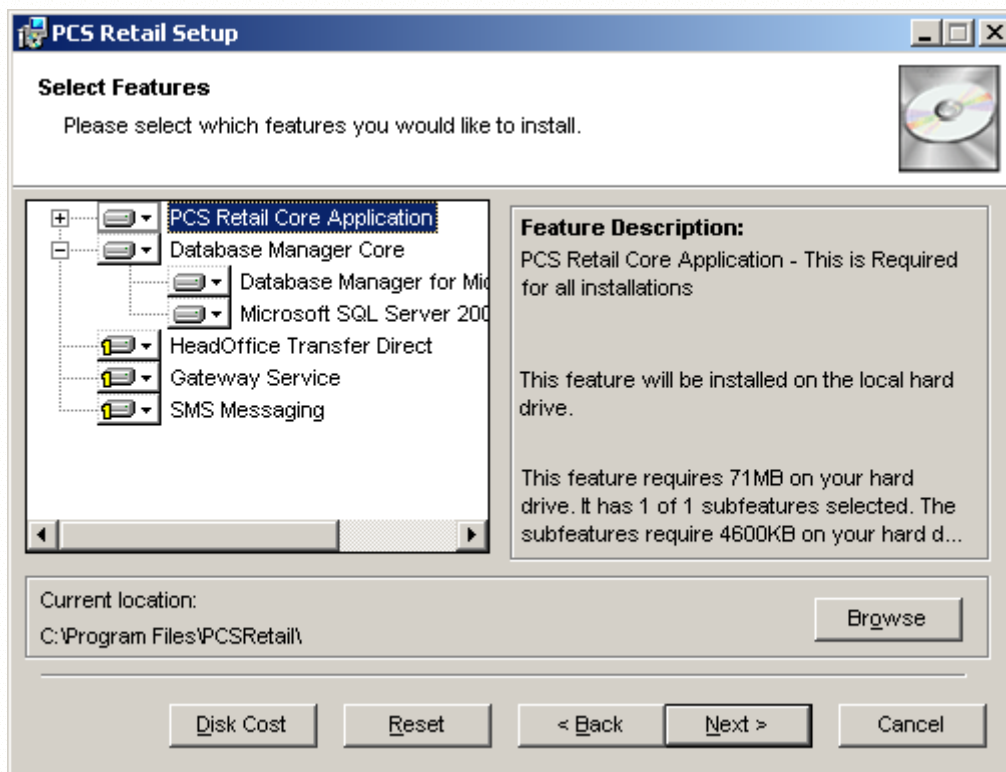 PCS Retail Setup
Select Features
Please select which features you would like to install.
PCS Retail Core Application
Database Manager Core
Database Manager for
Microsoft SQL Server
HeadOffice Transfer Direct
Gateway Service
SMS Messaging
Feature Description:
PCS Retail Core Application - This is Required
for all installations
This feature will be installed on the local hard
drive.
This feature requires 71MB on your hard
drive. It has 1 of 1 subfeatures selected. The
subfeatures require 4600KB on your hard d...
Current location:
C:\Program Files\PCSRetail\
Browse
Disk Cost
Reset
< Back
Next >
Cancel